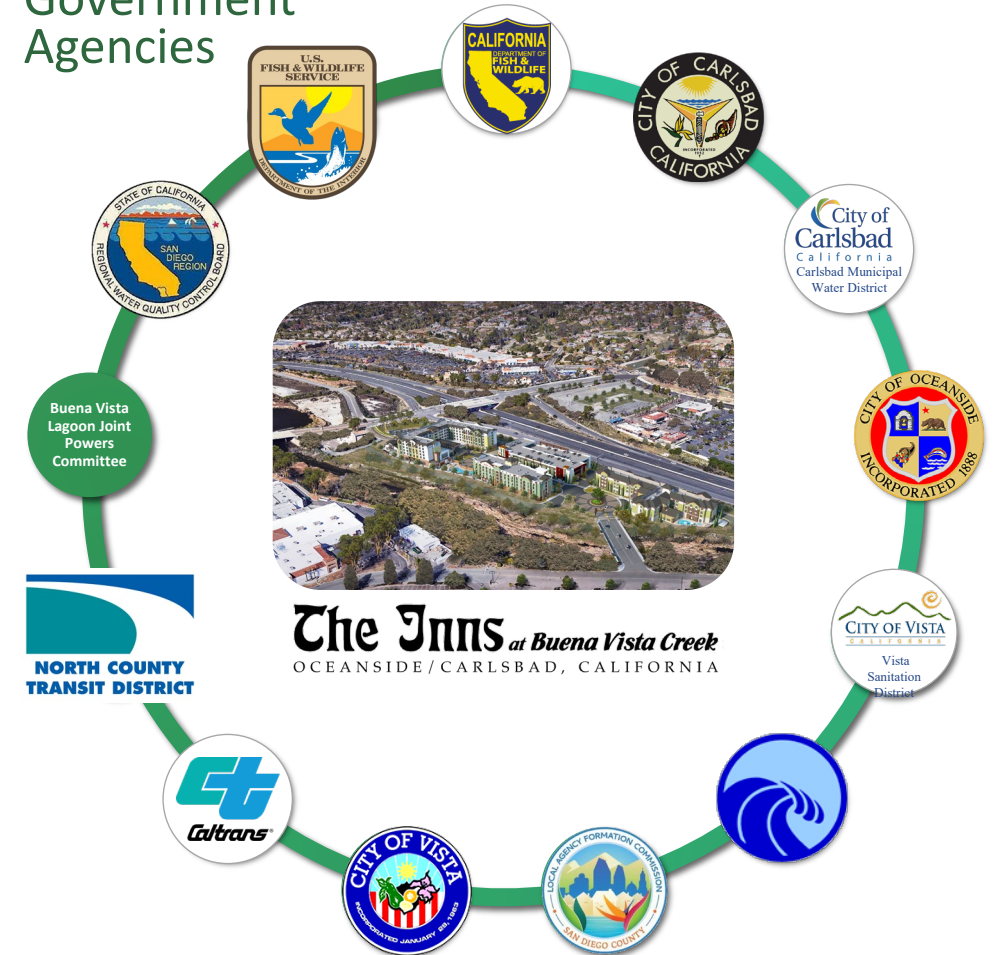 Government
Agencies
CALIFORNIA
DEPARTMENT OF
FISH &
WILDLIFE
U.S.
FISH & WILDLIFE
SERVICE
DEPARTMENT OF THE INTERIOR
CITY OF CARLSBAD
CALIFORNIA
INCORPORATED
1952
STATE OF CALIFORNIA
SAN
DIEGO
REGION
REGIONAL WATER QUALITY CONTROL BOARD
City of
Carlsbad
California
Carlsbad Municipal
Water District
Buena Vista
Lagoon Joint
Powers
Committee
CITY OF OCEANSIDE
INCORPORATED 1888
NORTH COUNTY
TRANSIT DISTRICT
The Inns at Buena Vista Creek
OCEANSIDE/CARLSBAD, CALIFORNIA
CITY OF VISTA
CALIFORNIA
Vista
Sanitation
District
Caltrans®
CITY OF VISTA
INCORPORATED JANUARY 28, 1963
LOCAL AGENCY FORMATION COMMISSION
SAN DIEGO COUNTY